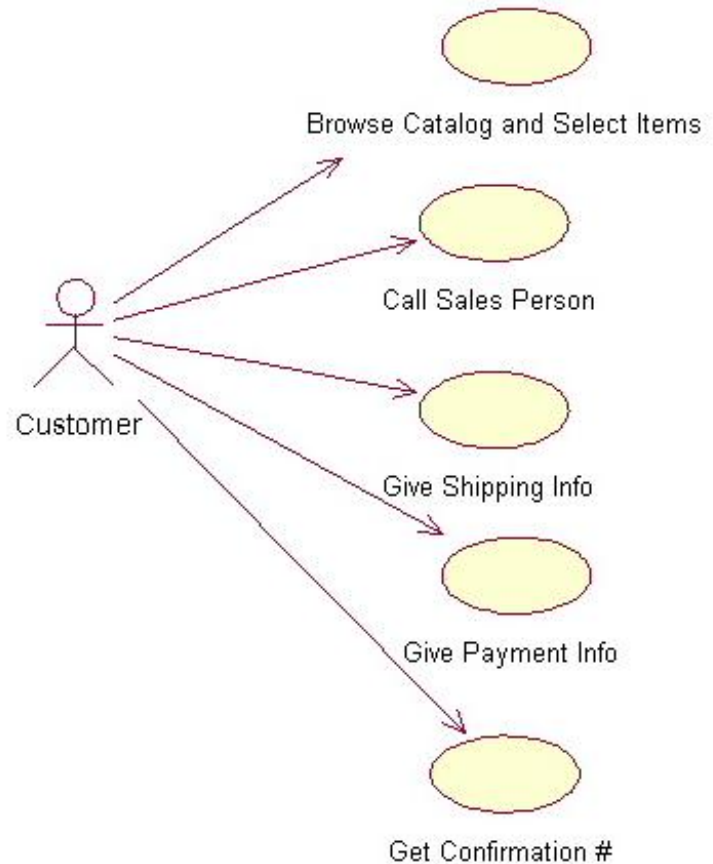 Browse Catalog and Select Items
Call Sales Person
Customer
Give Shipping Info
Give Payment Info
Get Confirmation #